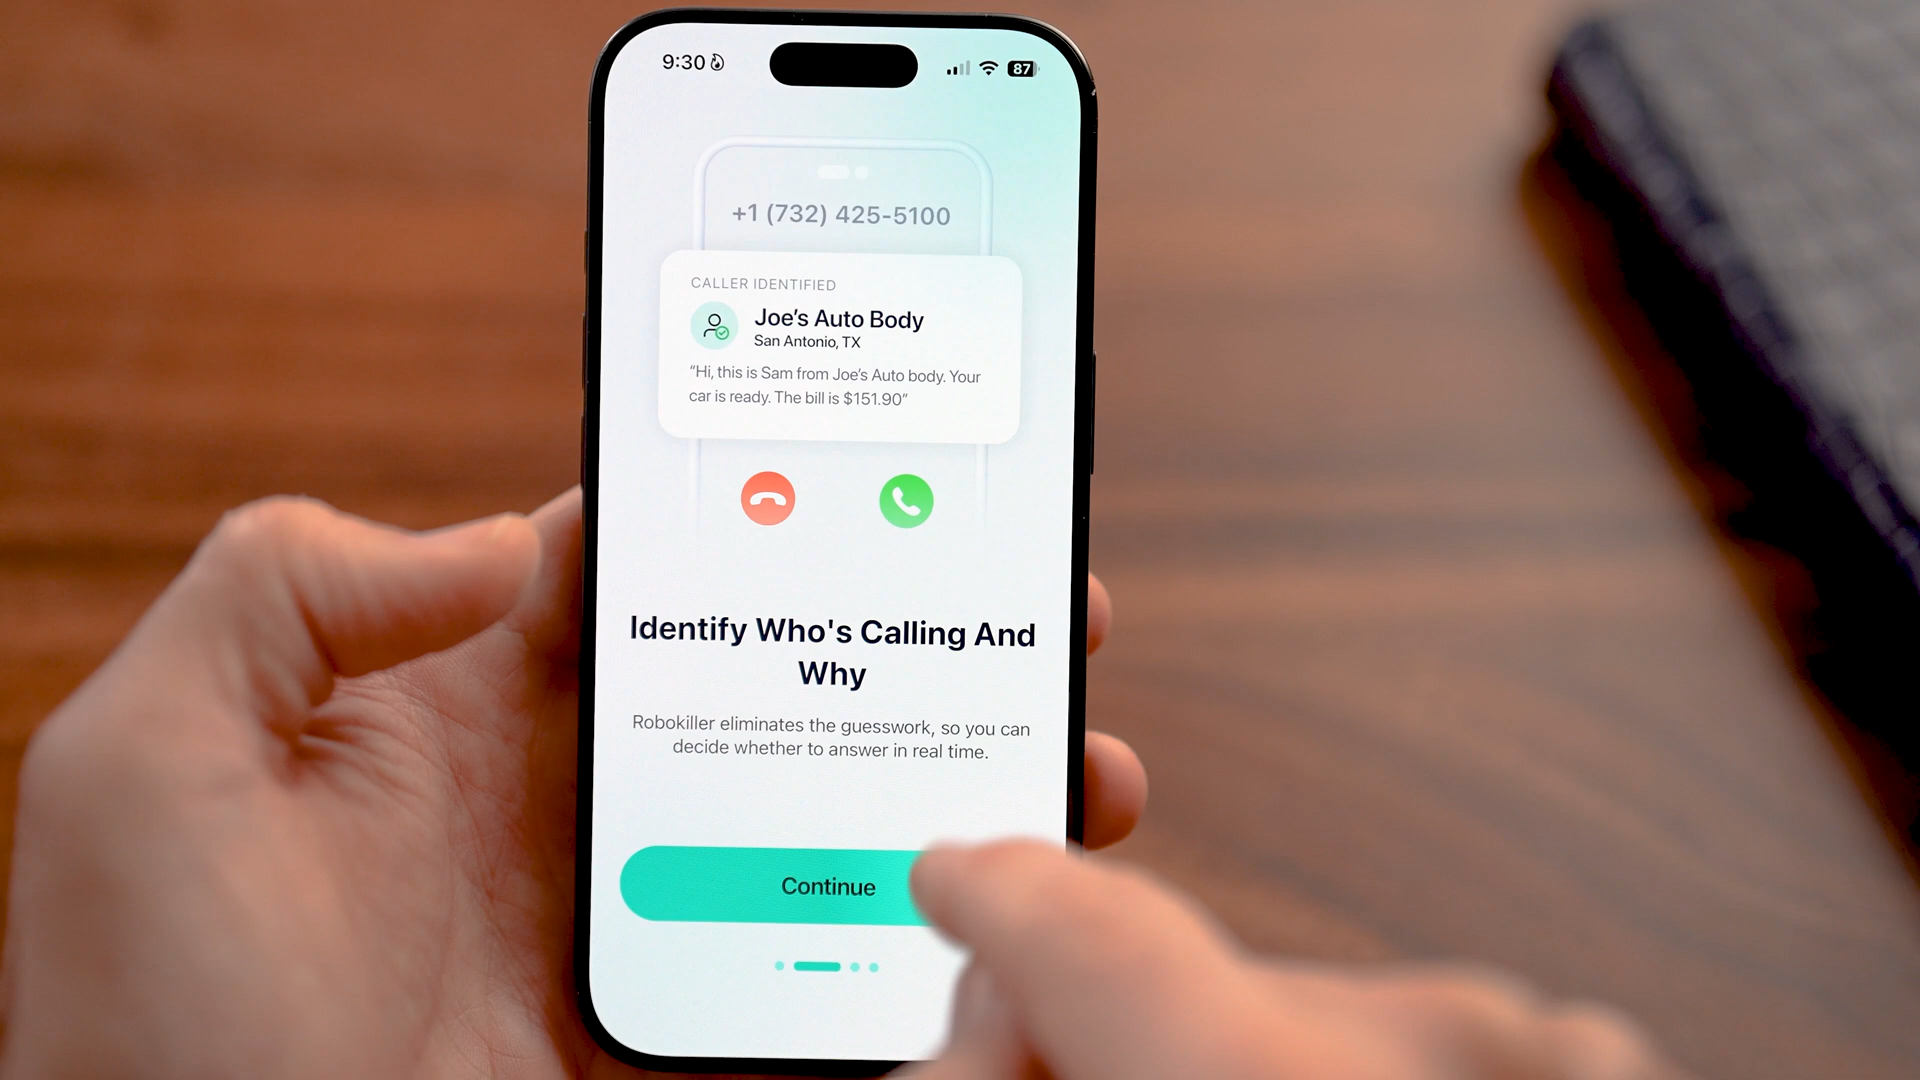 9:30
87
+1 (732) 425-5100
CALLER IDENTIFIED
Joe's Auto Body
San Antonio, TX
“Hi, this is Sam from Joe's Auto body. Your
car is ready. The bill is $151.90”
Identify Who's Calling And
Why
Robokiller eliminates the guesswork, so you can
decide whether to answer in real time.
Continue